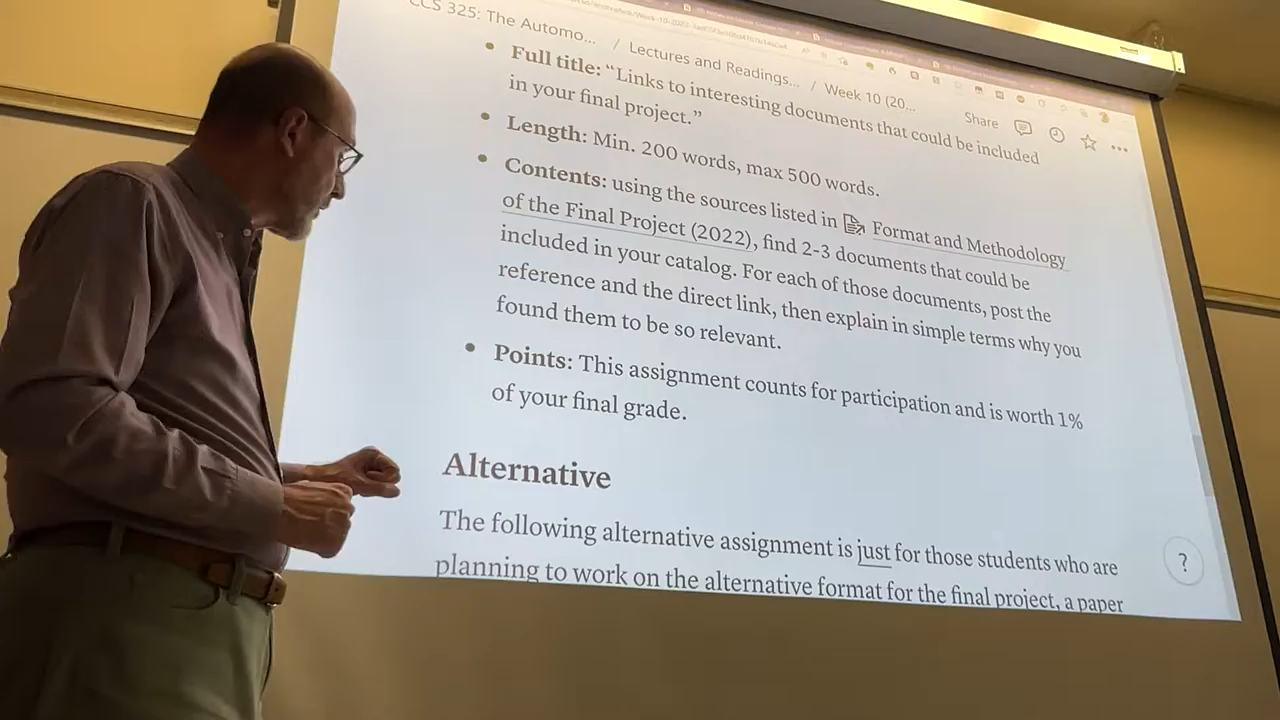 CCS 325: The Automo... / Lectures and Readings... / Week 10 (20...
Share
Full title: “Links to interesting documents that could be included
in your final project.”
Length: Min. 200 words, max 500 words.
Contents: using the sources listed in Format and Methodology
of the Final Project (2022), find 2-3 documents that could be
included in your catalog. For each of those documents, post the
reference and the direct link, then explain in simple terms why you
found them to be so relevant.
Points: This assignment counts for participation and is worth 1%
of your final grade.
Alternative
The following alternative assignment is just for those students who are
planning to work on the alternative format for the final project, a paper
?